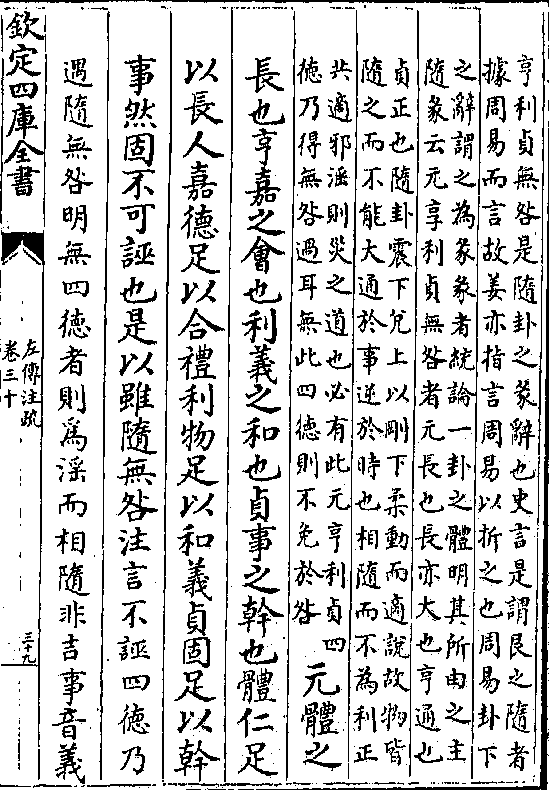 亨利貞無咎是隨卦之彖辭也史言是謂艮之隨者
據周易而言故姜亦指言周易以折之也周易卦下
之辭謂之為彖彖者統論一卦之體明其所由之主
隨彖云元亨利貞無咎者元長也長亦大也亨通也
貞正也隨卦震下兌上以剛下柔動而適說故物皆
隨之而不能大通於事逆於時也相隨而不為利正
共適邪淫則災之道也必有此元亨利貞四
德乃得無咎過耳無此四德則不免於咎
元體之
長也亨嘉之會也利義之和也貞事之幹也體仁足
以長人嘉德足以合禮利物足以和義貞固足以幹
事然固不可誣也是以雖隨無咎注言不誣四德乃
遇隨無咎明無四德者則為淫而相隨非吉事音義
欽定四庫全書
左傳注疏
卷三十
三十九